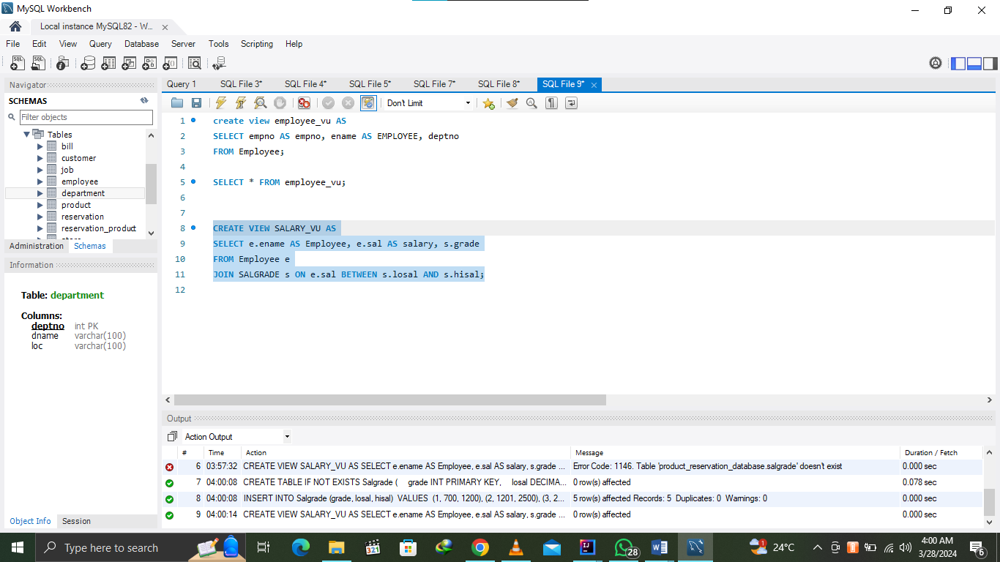 MySQL Workbench
Local instance MySQL82 - W...
File Edit View Query Database Server Tools Scripting Help
Navigator
SCHEMAS
Filter objects
Tables
bill
customer
job
employee
department
product
reservation
reservation_product
Administration Schemas
Information
Table: department
Columns:
deptno int PK
dname varchar(100)
loc varchar(100)
Object Info Session
Query 1 SQL File 3* SQL File 4* SQL File 5* SQL File 7* SQL File 8* SQL File 9*
Don't Limit
1 create view employee_vu AS
2 SELECT empno AS empno, ename AS EMPLOYEE, deptno
3 FROM Employee;
4
5 SELECT * FROM employee_vu;
6
7
8 CREATE VIEW SALARY_VU AS
9 SELECT e.ename AS Employee, e.sal AS salary, s.grade
10 FROM Employee e
11 JOIN SALGRADE s ON e.sal BETWEEN s.losal AND s.hisal;
12
Output
Action Output
# Time Action Message Duration / Fetch
6 03:57:32 CREATE VIEW SALARY_VU AS SELECT e.ename AS Employee, e.sal AS salary, s.grade ... Error Code: 1146. Table 'product_reservation_database.salgrade' doesn't exist 0.000 sec
7 04:00:08 CREATE TABLE IF NOT EXISTS Salgrade ( grade INT PRIMARY KEY, losal DECIMA... 0 row(s) affected 0.078 sec
8 04:00:08 INSERT INTO Salgrade (grade, losal, hisal) VALUES (1, 700, 1200), (2, 1201, 2500), (3, 2... 5 row(s) affected Records: 5 Duplicates: 0 Warnings: 0 0.000 sec
9 04:00:14 CREATE VIEW SALARY_VU AS SELECT e.ename AS Employee, e.sal AS salary, s.grade ... 0 row(s) affected 0.000 sec
Type here to search
321
28
1
24°C
4:00 AM
3/28/2024
6